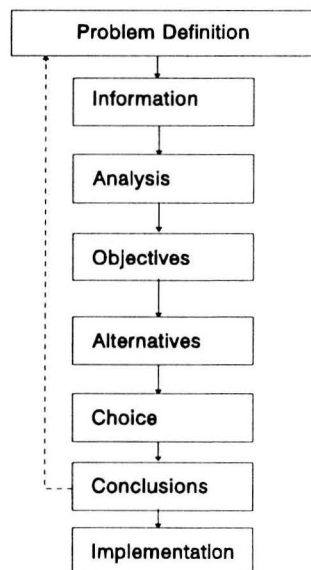 Problem Definition
Information
Analysis
Objectives
Alternatives
Choice
Conclusions
Implementation